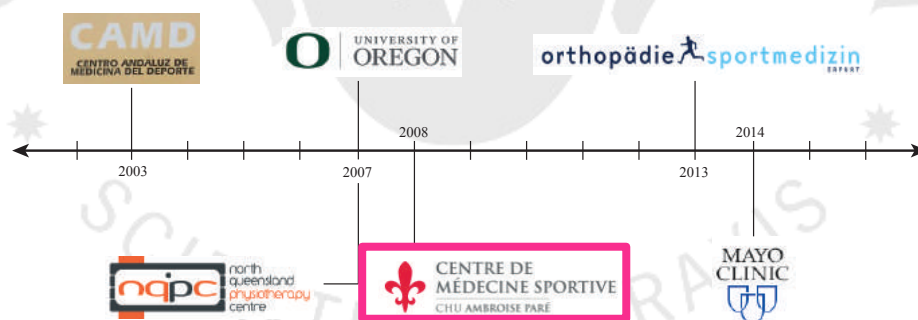 CAMD
CENTRO ANDALUZ DE
MEDICINA DEL DEPORTE
UNIVERSITY OF
OREGON
orthopädie sportmedizin
ERFURT
2008
2014
2003
2007
2013
nqpc
north
queensland
physiotherapy
centre
CENTRE DE
MÉDECINE SPORTIVE
CHU AMBROISE PARÉ
MAYO
CLINIC